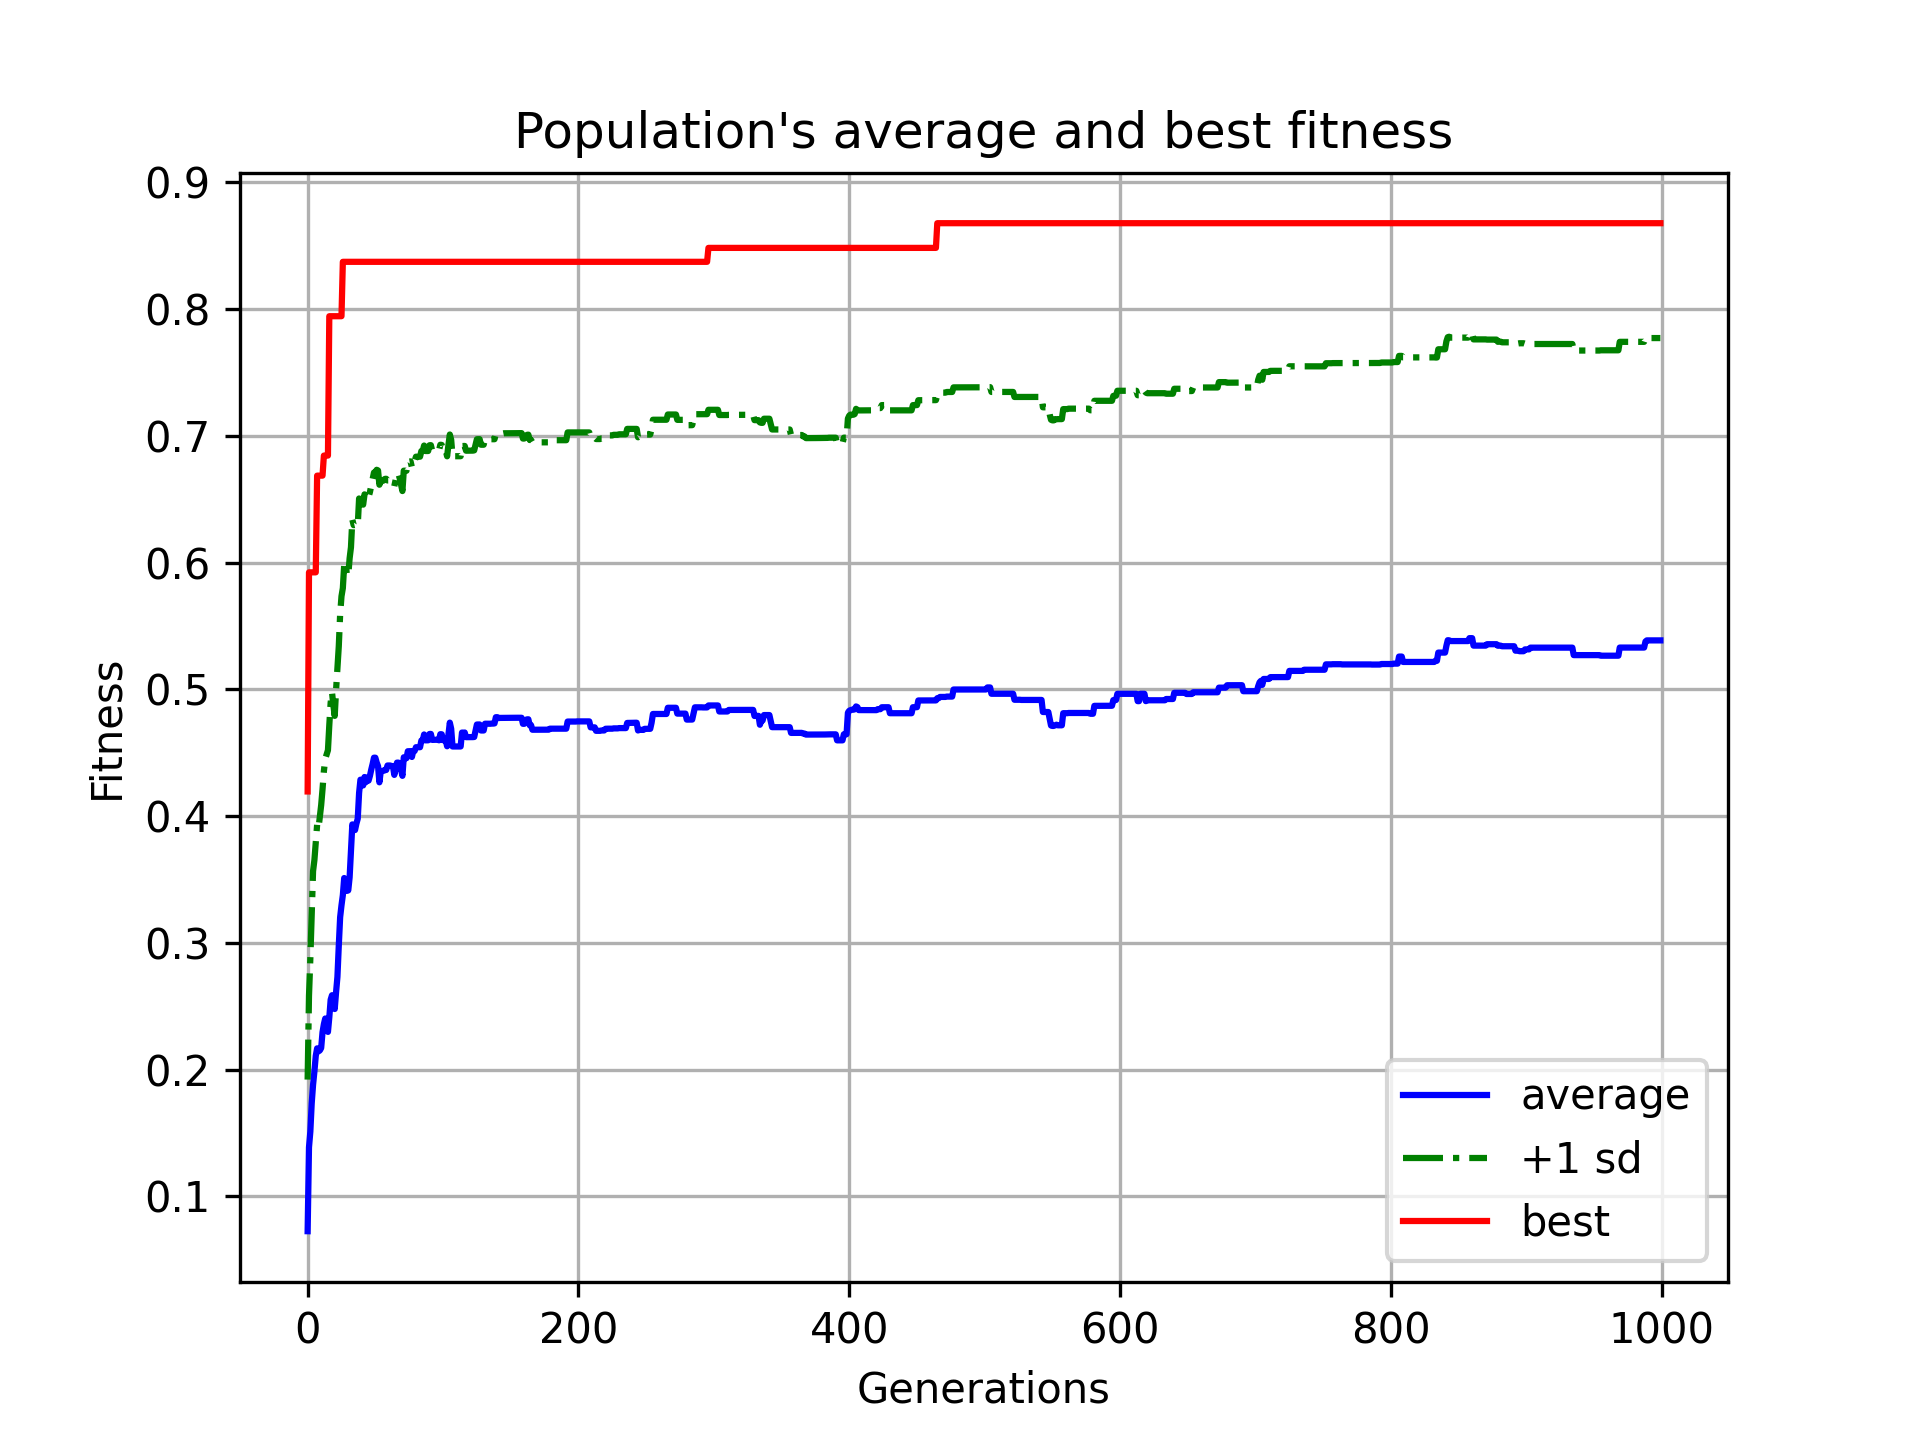 Population's average and best fitness
0.9
0.8
0.7
0.6
0.5
0.4
0.3
0.2
0.1
Fitness
average
+1 sd
best
0 200 400 600 800 1000
Generations